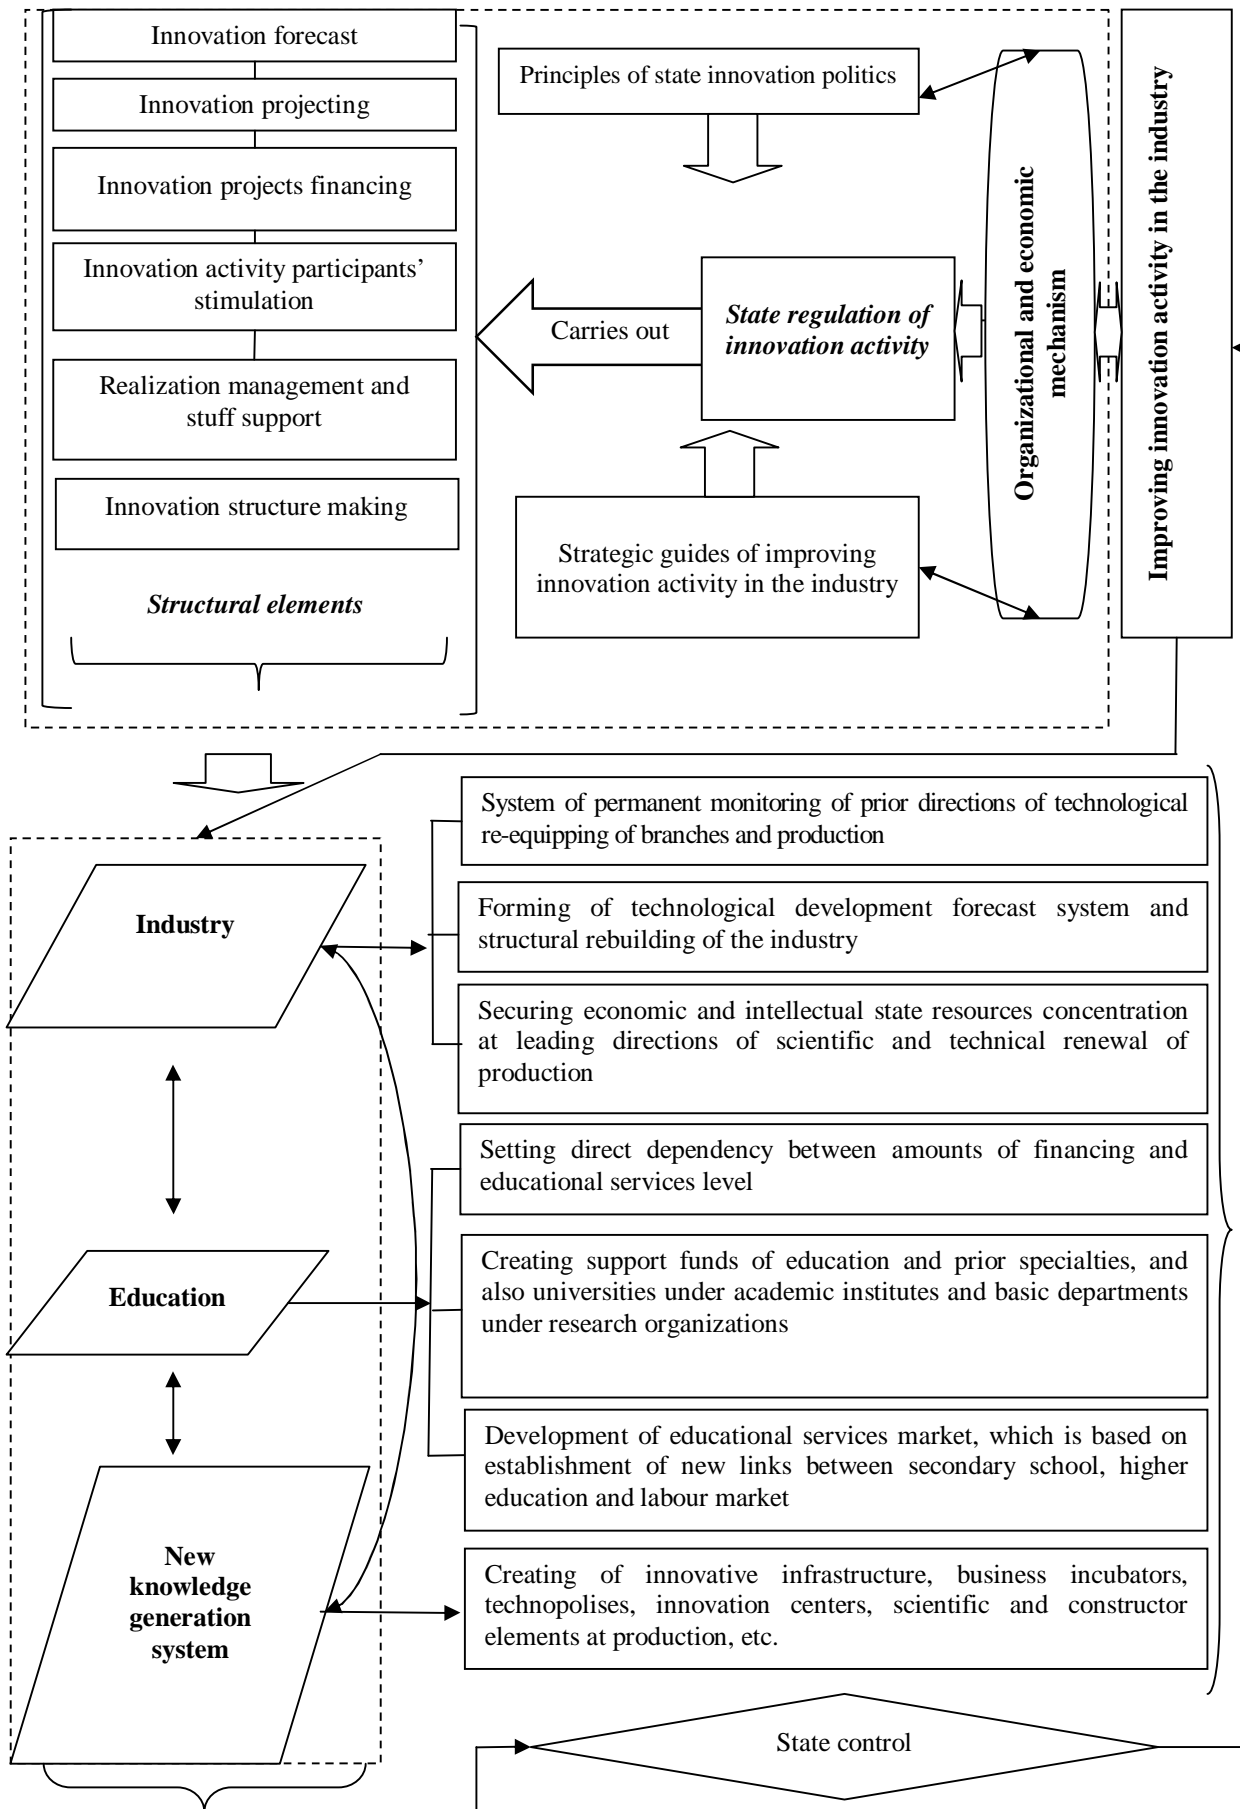 Innovation forecast
Innovation projecting
Innovation projects financing
Innovation activity participants’
stimulation
Realization management and
stuff support
Innovation structure making
Structural elements
Principles of state innovation politics
Carries out
State regulation of
innovation activity
Strategic guides of improving
innovation activity in the industry
Organizational and economic
mechanism
Improving innovation activity in the industry
Industry
System of permanent monitoring of prior directions of technological
re-equipping of branches and production
Forming of technological development forecast system and
structural rebuilding of the industry
Securing economic and intellectual state resources concentration
at leading directions of scientific and technical renewal of
production
Education
Setting direct dependency between amounts of financing and
educational services level
Creating support funds of education and prior specialties, and
also universities under academic institutes and basic departments
under research organizations
Development of educational services market, which is based on
establishment of new links between secondary school, higher
education and labour market
New
knowledge
generation
system
Creating of innovative infrastructure, business incubators,
technopolises, innovation centers, scientific and constructor
elements at production, etc.
State control